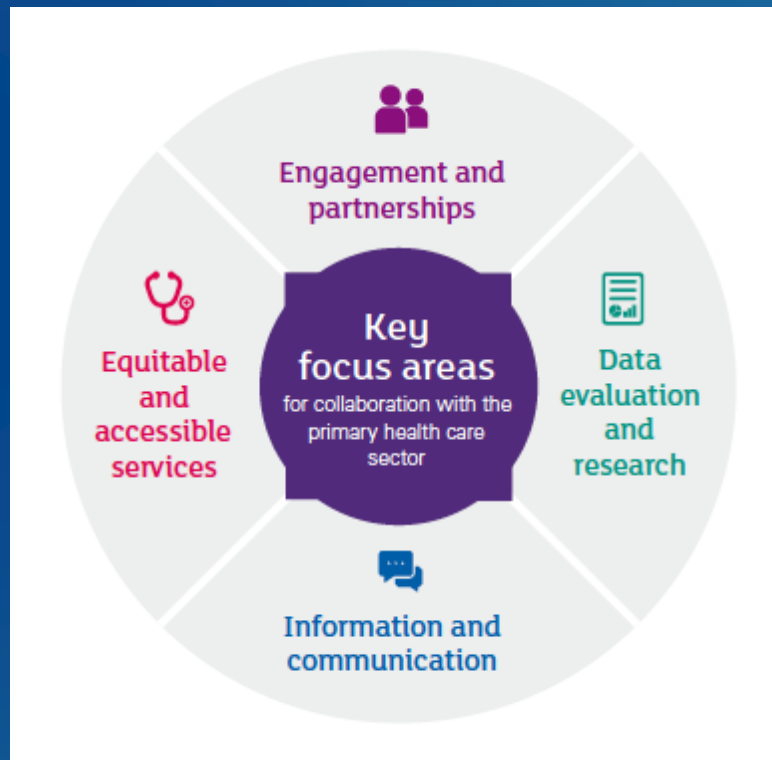 Engagement and
partnerships
Key
focus areas
for collaboration with the
primary health care
sector
Equitable
and
accessible
services
Data
evaluation
and
research
Information and
communication